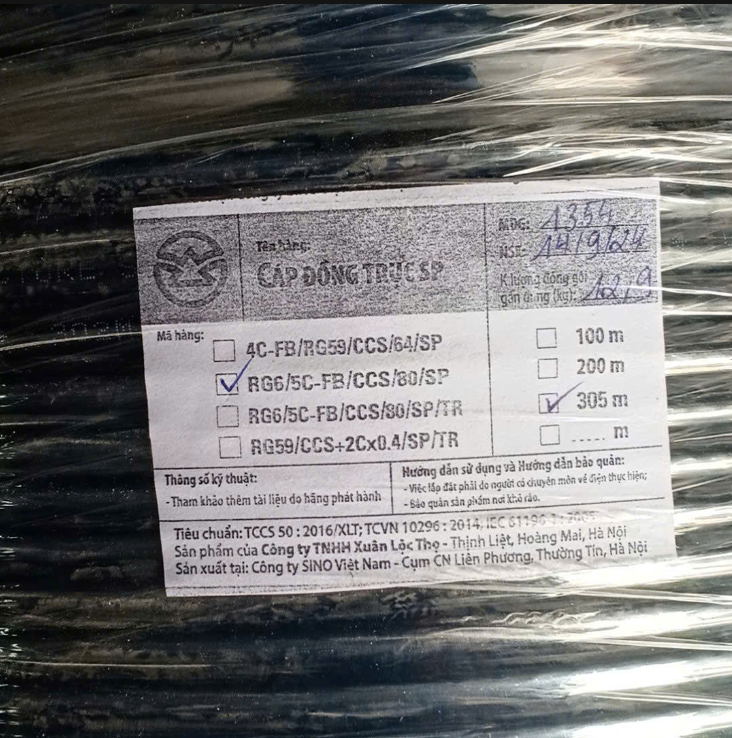 Tên hàng:
CÁP ĐỒNG TRỤC SP
MĐG: 1354
NSX: 14/9/24
K.lượng đóng gói
gần đúng (kg): 12,9
Mã hàng:
4C-FB/RG59/CCS/64/SP
RG6/5C-FB/CCS/80/SP
RG6/5C-FB/CCS/80/SP/TR
RG59/CCS+2Cx0.4/SP/TR
100 m
200 m
305 m
..... m
Thông số kỹ thuật:
- Tham khảo thêm tài liệu do hãng phát hành
Hướng dẫn sử dụng và Hướng dẫn bảo quản:
- Việc lắp đặt phải do người có chuyên môn về điện thực hiện;
- Bảo quản sản phẩm nơi khô ráo.
Tiêu chuẩn: TCCS 50 : 2016/XLT; TCVN 10296 : 2014, IEC 61196-1 : 2005
Sản phẩm của Công ty TNHH Xuân Lộc Thọ - Thịnh Liệt, Hoàng Mai, Hà Nội
Sản xuất tại: Công ty SINO Việt Nam - Cụm CN Liên Phương, Thường Tín, Hà Nội